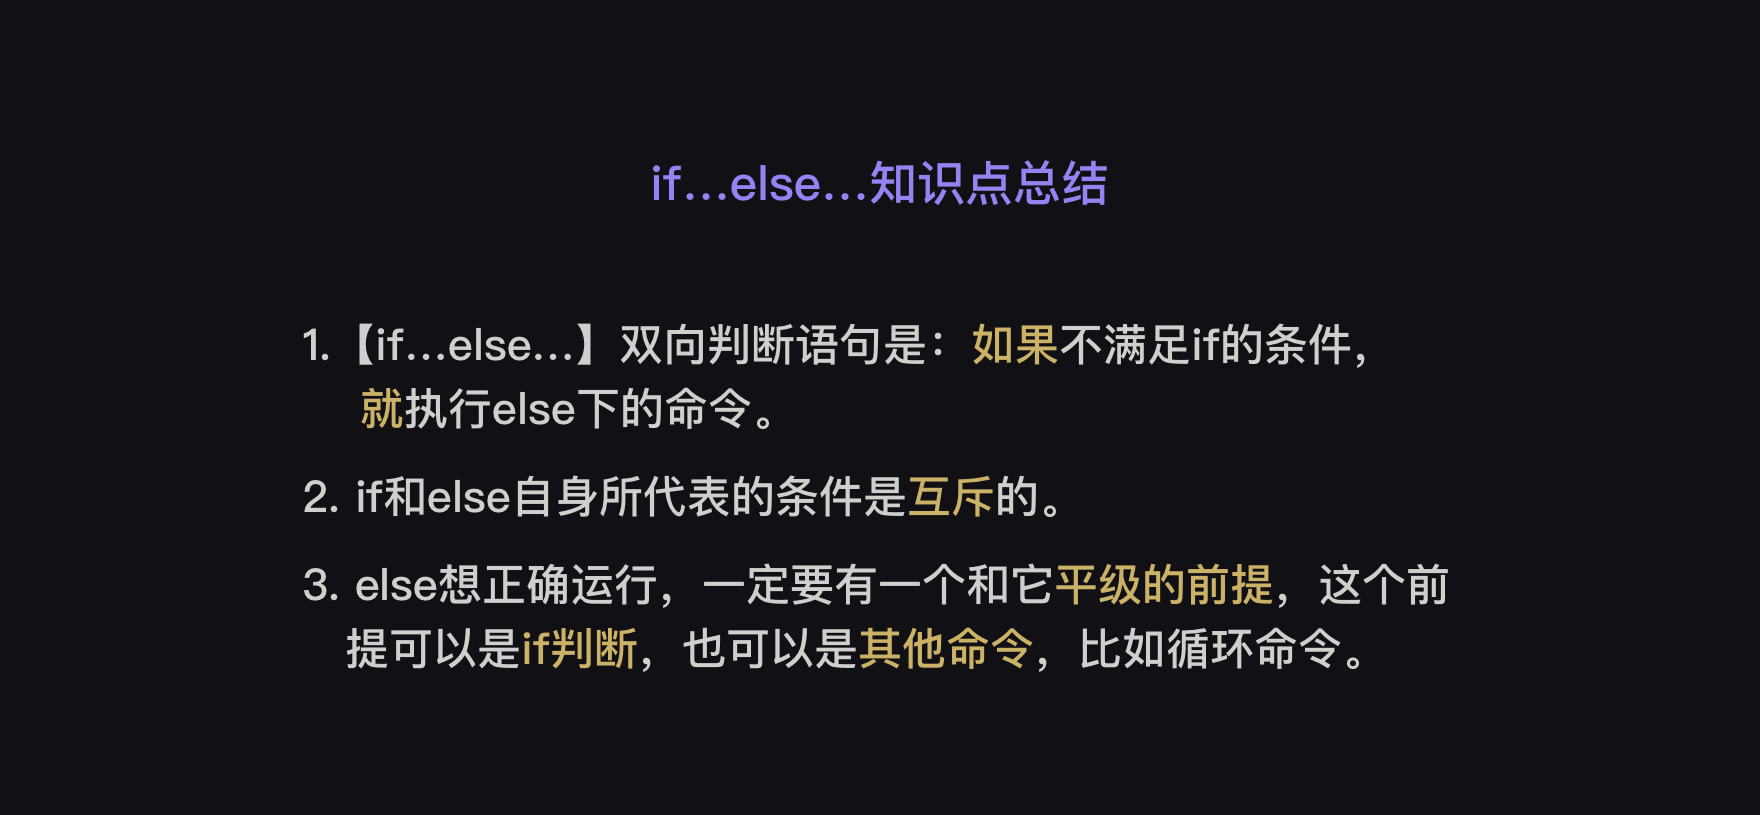 if…else…知识点总结
1.【if…else…】双向判断语句是：如果不满足if的条件，
就执行else下的命令。
2. if和else自身所代表的条件是互斥的。
3. else想正确运行，一定要有一个和它平级的前提，这个前
提可以是if判断，也可以是其他命令，比如循环命令。